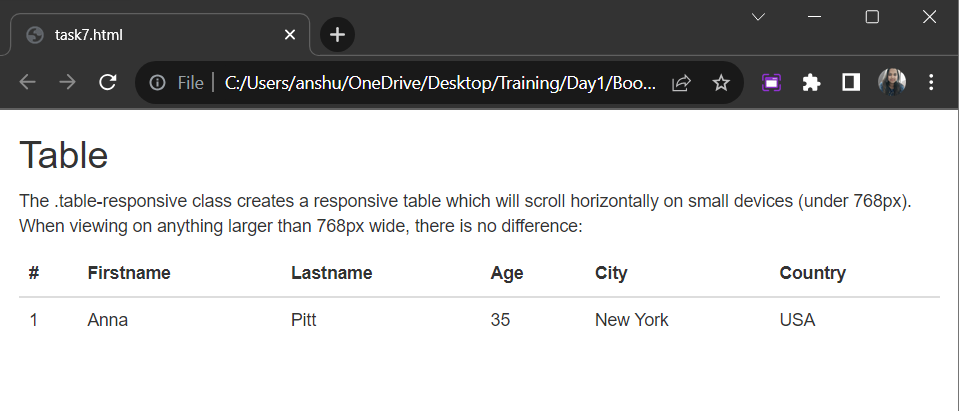 task7.html
File C:/Users/anshu/OneDrive/Desktop/Training/Day1/Boo...
Table
The .table-responsive class creates a responsive table which will scroll horizontally on small devices (under 768px).
When viewing on anything larger than 768px wide, there is no difference:
# Firstname Lastname Age City Country
1 Anna Pitt 35 New York USA